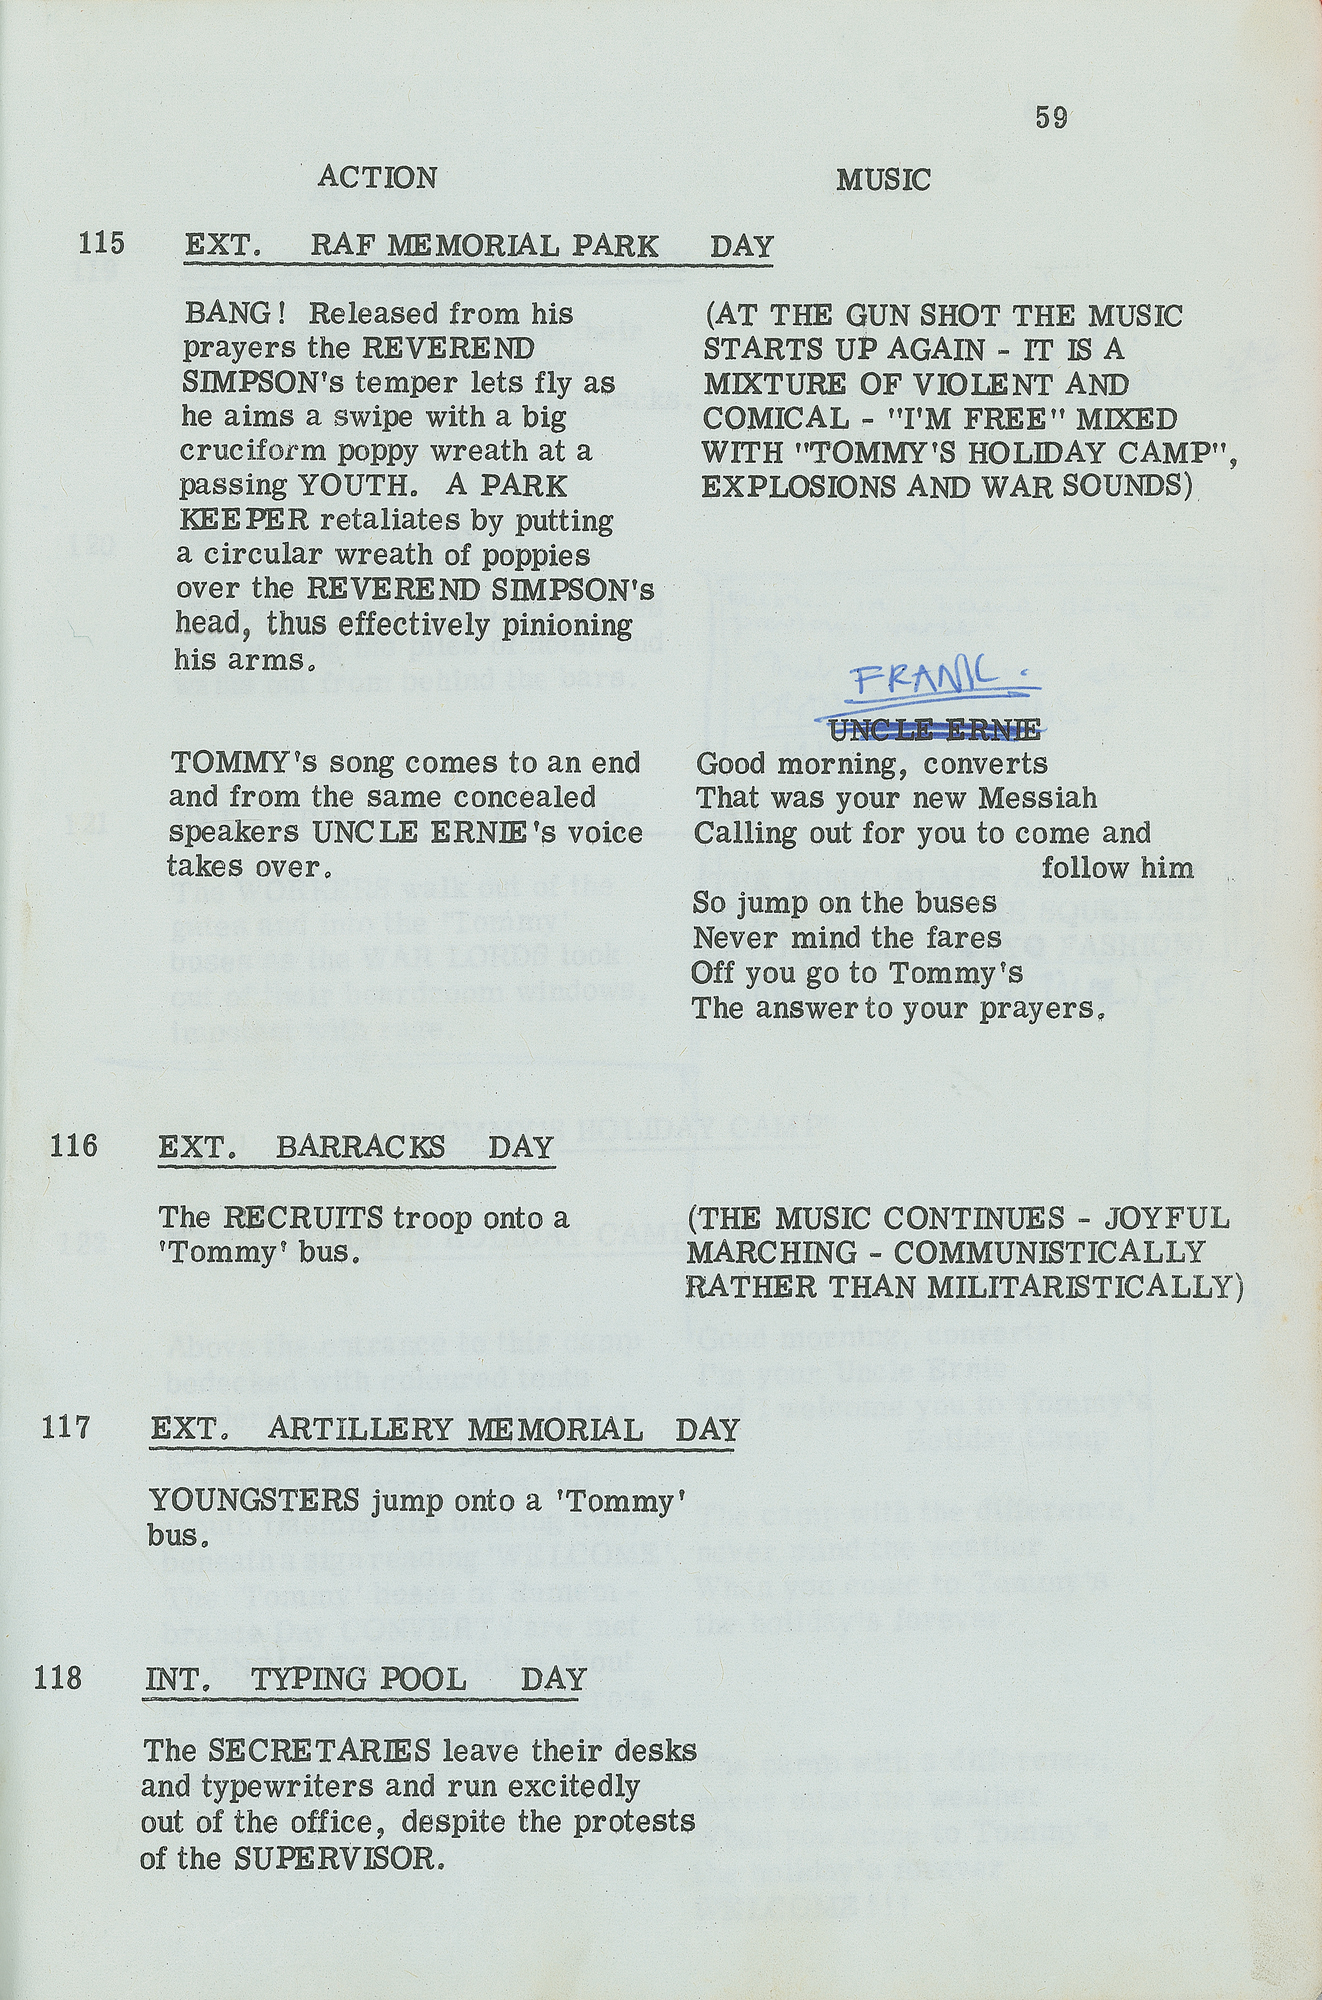 59
ACTION
MUSIC
115 EXT. RAF MEMORIAL PARK DAY
BANG! Released from his
prayers the REVEREND
SIMPSON's temper lets fly as
he aims a swipe with a big
cruciform poppy wreath at a
passing YOUTH. A PARK
KEEPER retaliates by putting
a circular wreath of poppies
over the REVEREND SIMPSON's
head, thus effectively pinioning
his arms.
(AT THE GUN SHOT THE MUSIC
STARTS UP AGAIN - IT IS A
MIXTURE OF VIOLENT AND
COMICAL - "I'M FREE" MIXED
WITH "TOMMY'S HOLIDAY CAMP",
EXPLOSIONS AND WAR SOUNDS)
TOMMY's song comes to an end
and from the same concealed
speakers UNCLE ERNIE's voice
takes over.
FRANK.
UNCLE ERNIE
Good morning, converts
That was your new Messiah
Calling out for you to come and
follow him
So jump on the buses
Never mind the fares
Off you go to Tommy's
The answer to your prayers.
116 EXT. BARRACKS DAY
The RECRUITS troop onto a
'Tommy' bus.
(THE MUSIC CONTINUES - JOYFUL
MARCHING - COMMUNISTICALLY
RATHER THAN MILITARISTICALLY)
117 EXT. ARTILLERY MEMORIAL DAY
YOUNGSTERS jump onto a 'Tommy'
bus.
118 INT. TYPING POOL DAY
The SECRETARIES leave their desks
and typewriters and run excitedly
out of the office, despite the protests
of the SUPERVISOR.